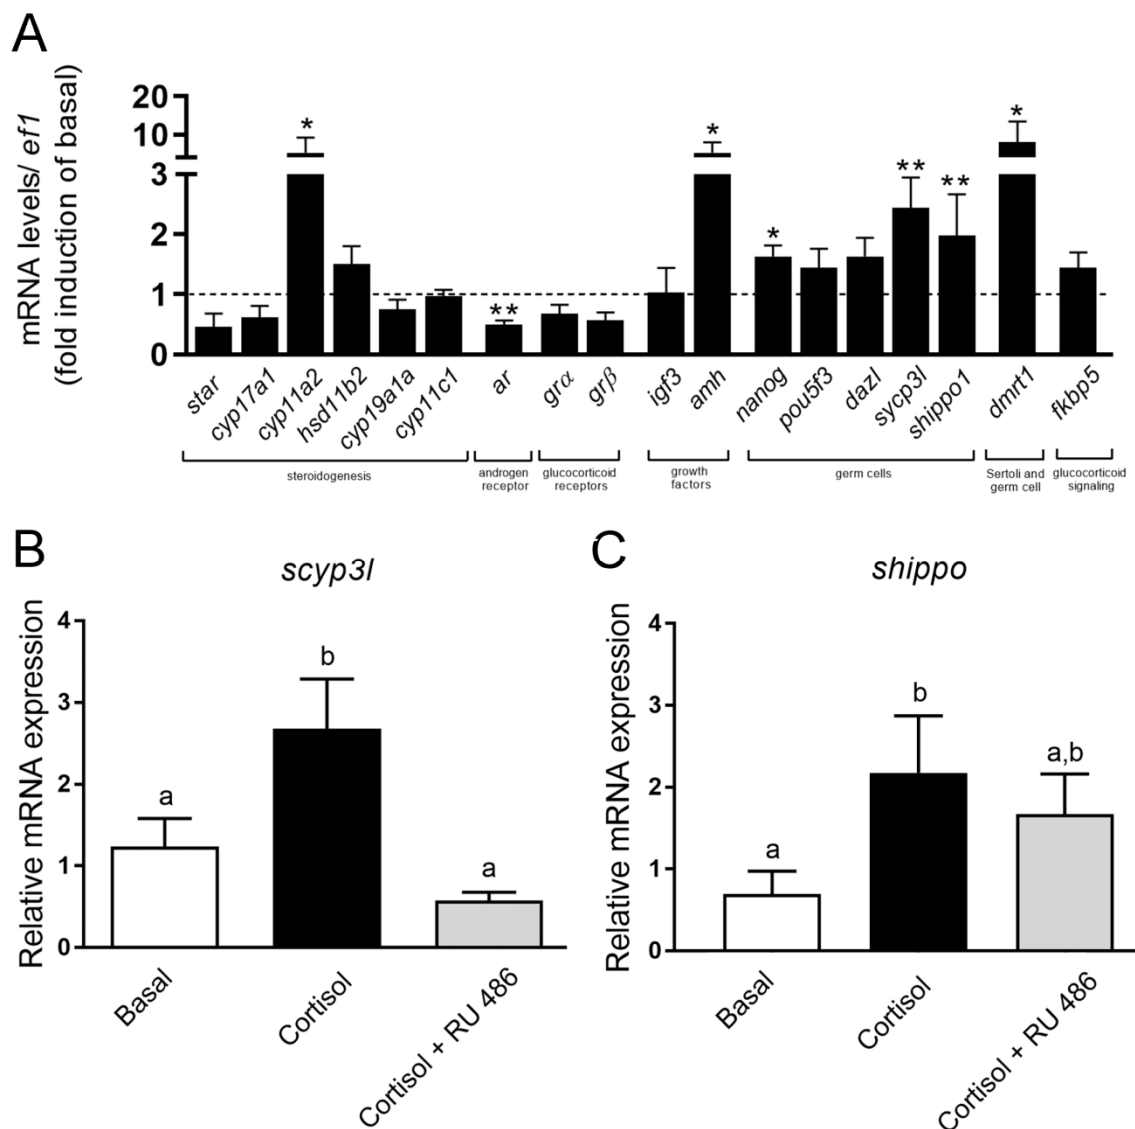 A
mRNA levels/ ef1
(fold induction of basal)
20
10
3
2
1
0
*
*
*
**
**
*
**
star
cyp17a1
cyp11a2
hsd11b2
cyp19a1a
cyp11c1
ar
grα
grβ
igf3
amh
nanog
pou5f3
dazl
sycp3l
shippo1
dmrt1
fkbp5
steroidogenesis
androgen
receptor
glucocorticoid
receptors
growth
factors
germ cells
Sertoli and
germ cell
glucocorticoid
signaling
B
scyp3l
Relative mRNA expression
4
3
2
1
0
a
b
a
Basal
Cortisol
Cortisol + RU 486
C
shippo
Relative mRNA expression
4
3
2
1
0
a
b
a,b
Basal
Cortisol
Cortisol + RU 486